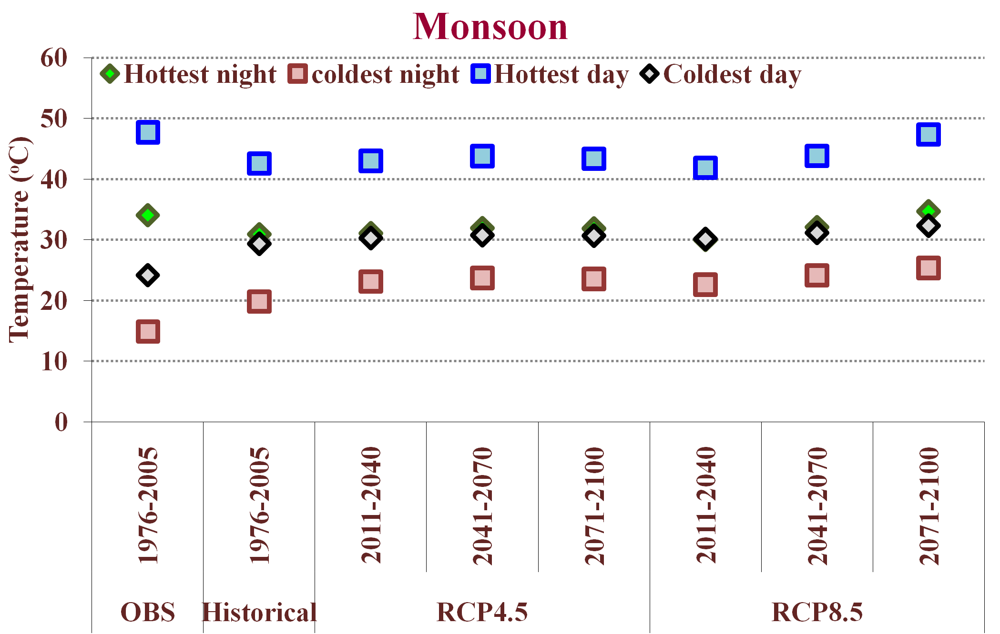 Monsoon
Temperature (ºC)
60
50
40
30
20
10
0
Hottest night coldest night Hottest day Coldest day
1976-2005 1976-2005 2011-2040 2041-2070 2071-2100 2011-2040 2041-2070 2071-2100
OBS Historical RCP4.5 RCP8.5